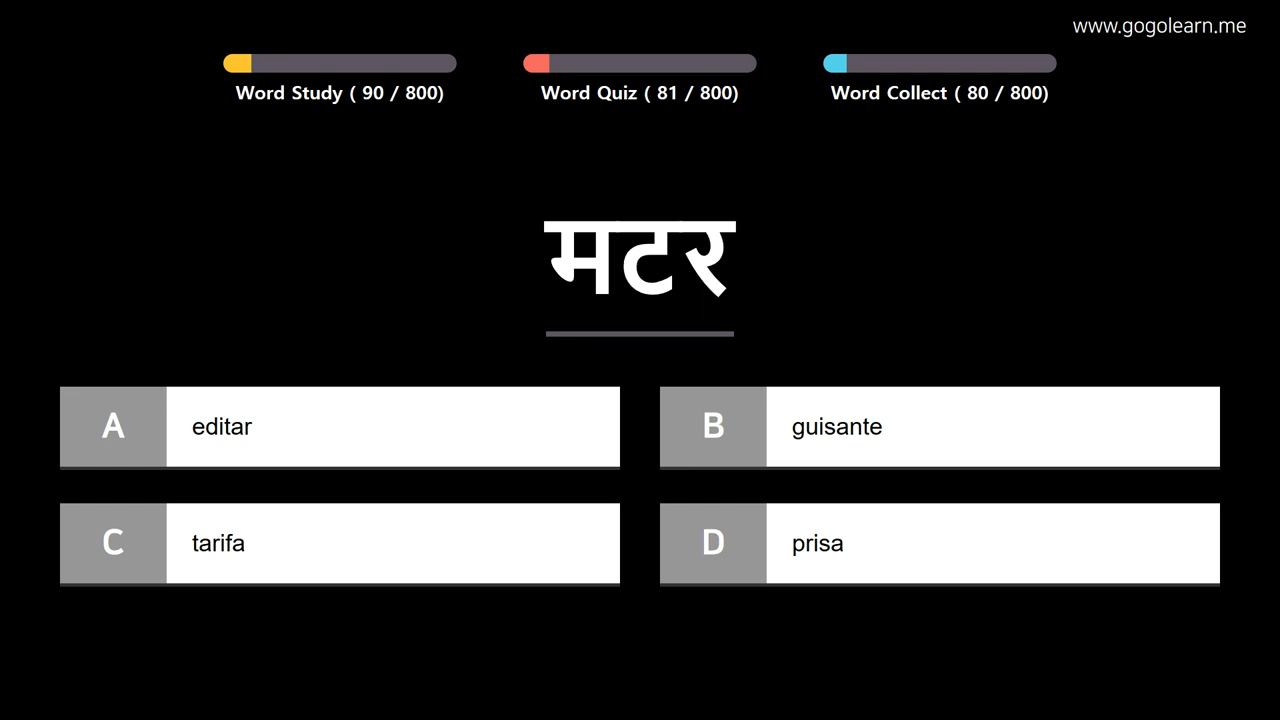 www.gogolearn.me
Word Study ( 90 / 800)
Word Quiz ( 81 / 800)
Word Collect ( 80 / 800)
मटर
A editar
B guisante
C tarifa
D prisa